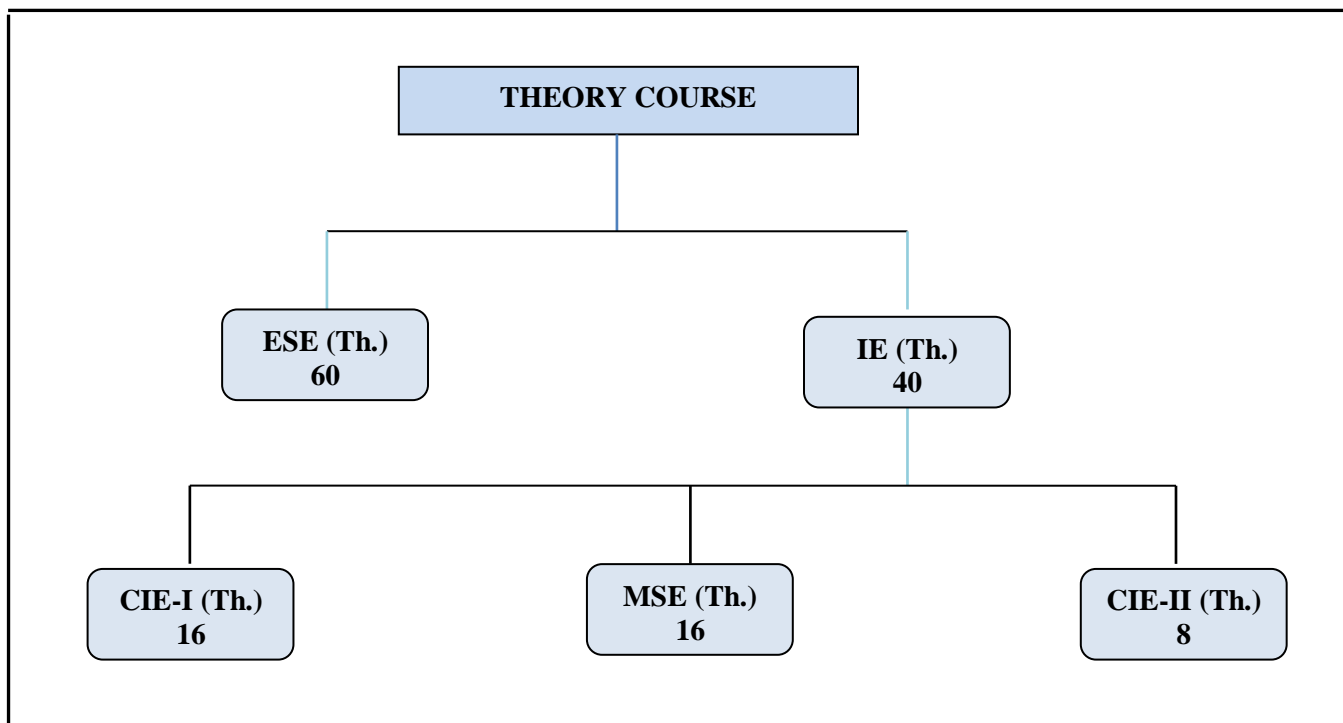 THEORY COURSE
ESE (Th.)
60
IE (Th.)
40
CIE-I (Th.)
16
MSE (Th.)
16
CIE-II (Th.)
8